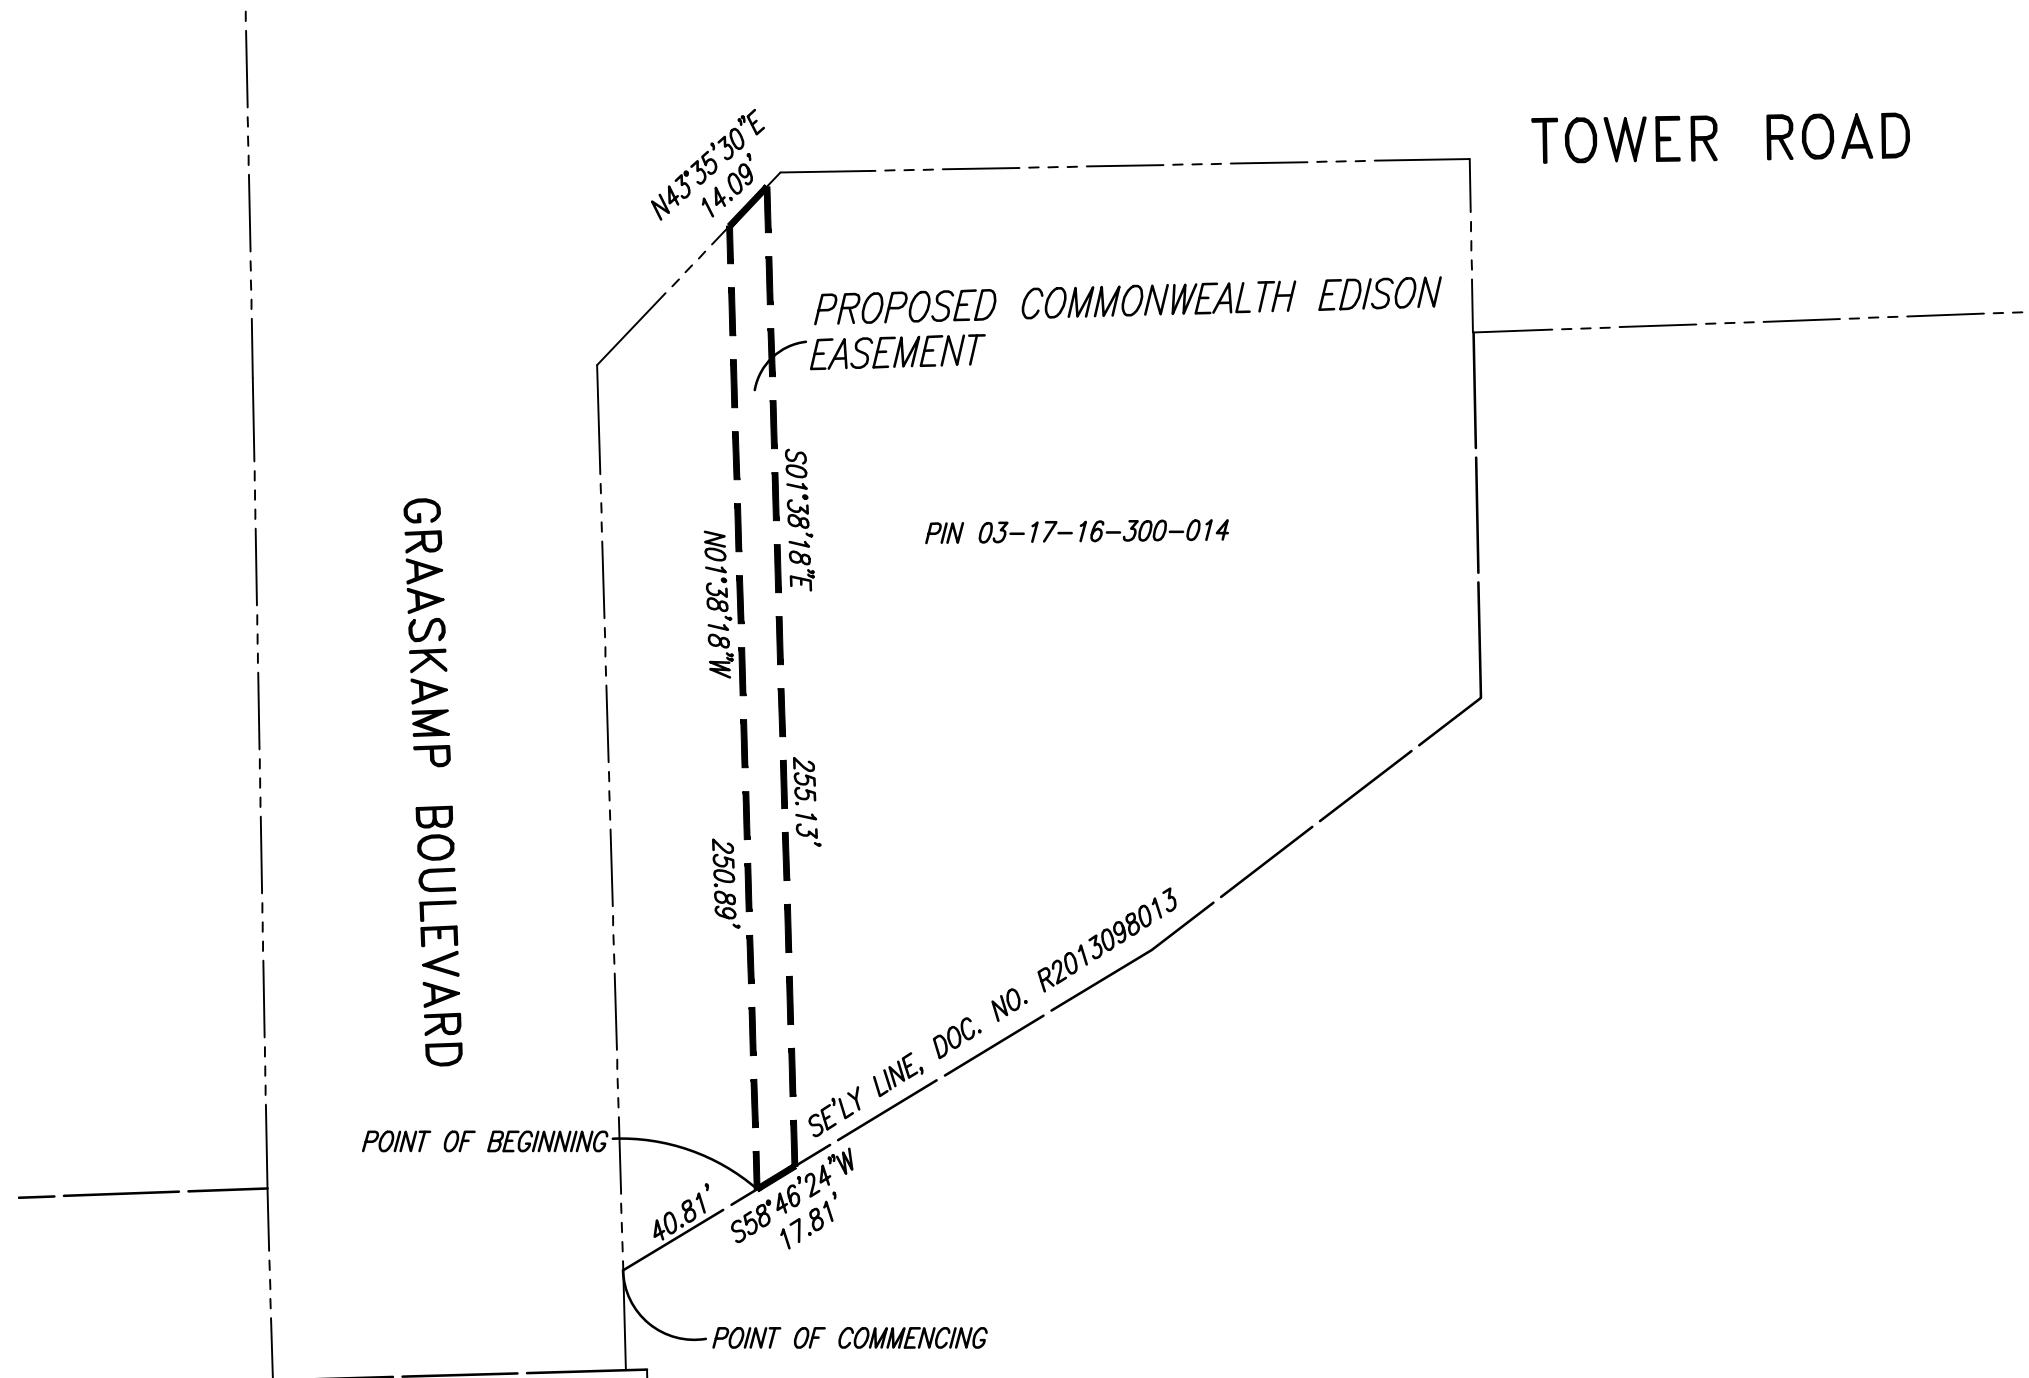 TOWER ROAD
N43°35'30"E
14.09'
PROPOSED COMMONWEALTH EDISON
EASEMENT
S01°38'18"E
255.13'
PIN 03-17-16-300-014
N01°38'18"W
250.89'
GRAASKAMP BOULEVARD
SE'LY LINE, DOC. NO. R2013098013
POINT OF BEGINNING
40.81'
S58°46'24"W
17.81'
POINT OF COMMENCING